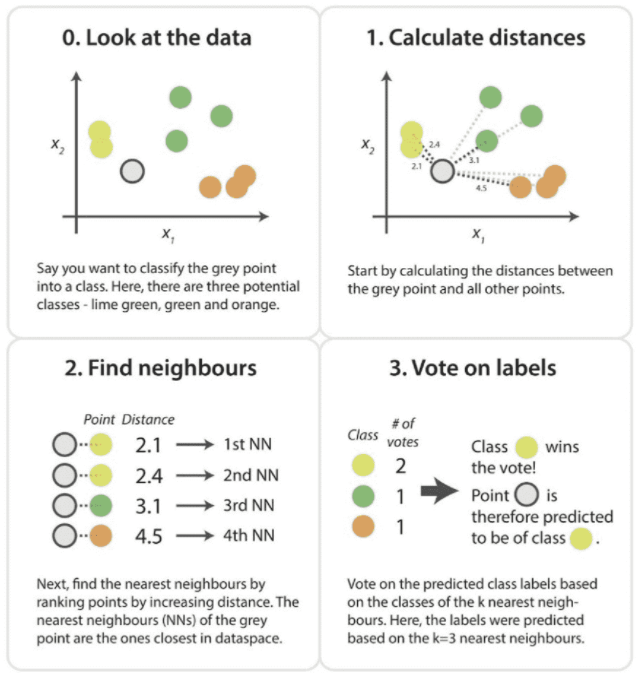 0. Look at the data
x2
x1
Say you want to classify the grey point
into a class. Here, there are three potential
classes - lime green, green and orange.
1. Calculate distances
x2
2.4
2.1
3.1
4.5
x1
Start by calculating the distances between
the grey point and all other points.
2. Find neighbours
Point Distance
2.1 → 1st NN
2.4 → 2nd NN
3.1 → 3rd NN
4.5 → 4th NN
Next, find the nearest neighbours by
ranking points by increasing distance. The
nearest neighbours (NNs) of the grey
point are the ones closest in dataspace.
3. Vote on labels
Class # of votes
2
1
1
Class wins
the vote!
Point is
therefore predicted
to be of class .
Vote on the predicted class labels based
on the classes of the k nearest neigh-
bours. Here, the labels were predicted
based on the k=3 nearest neighbours.